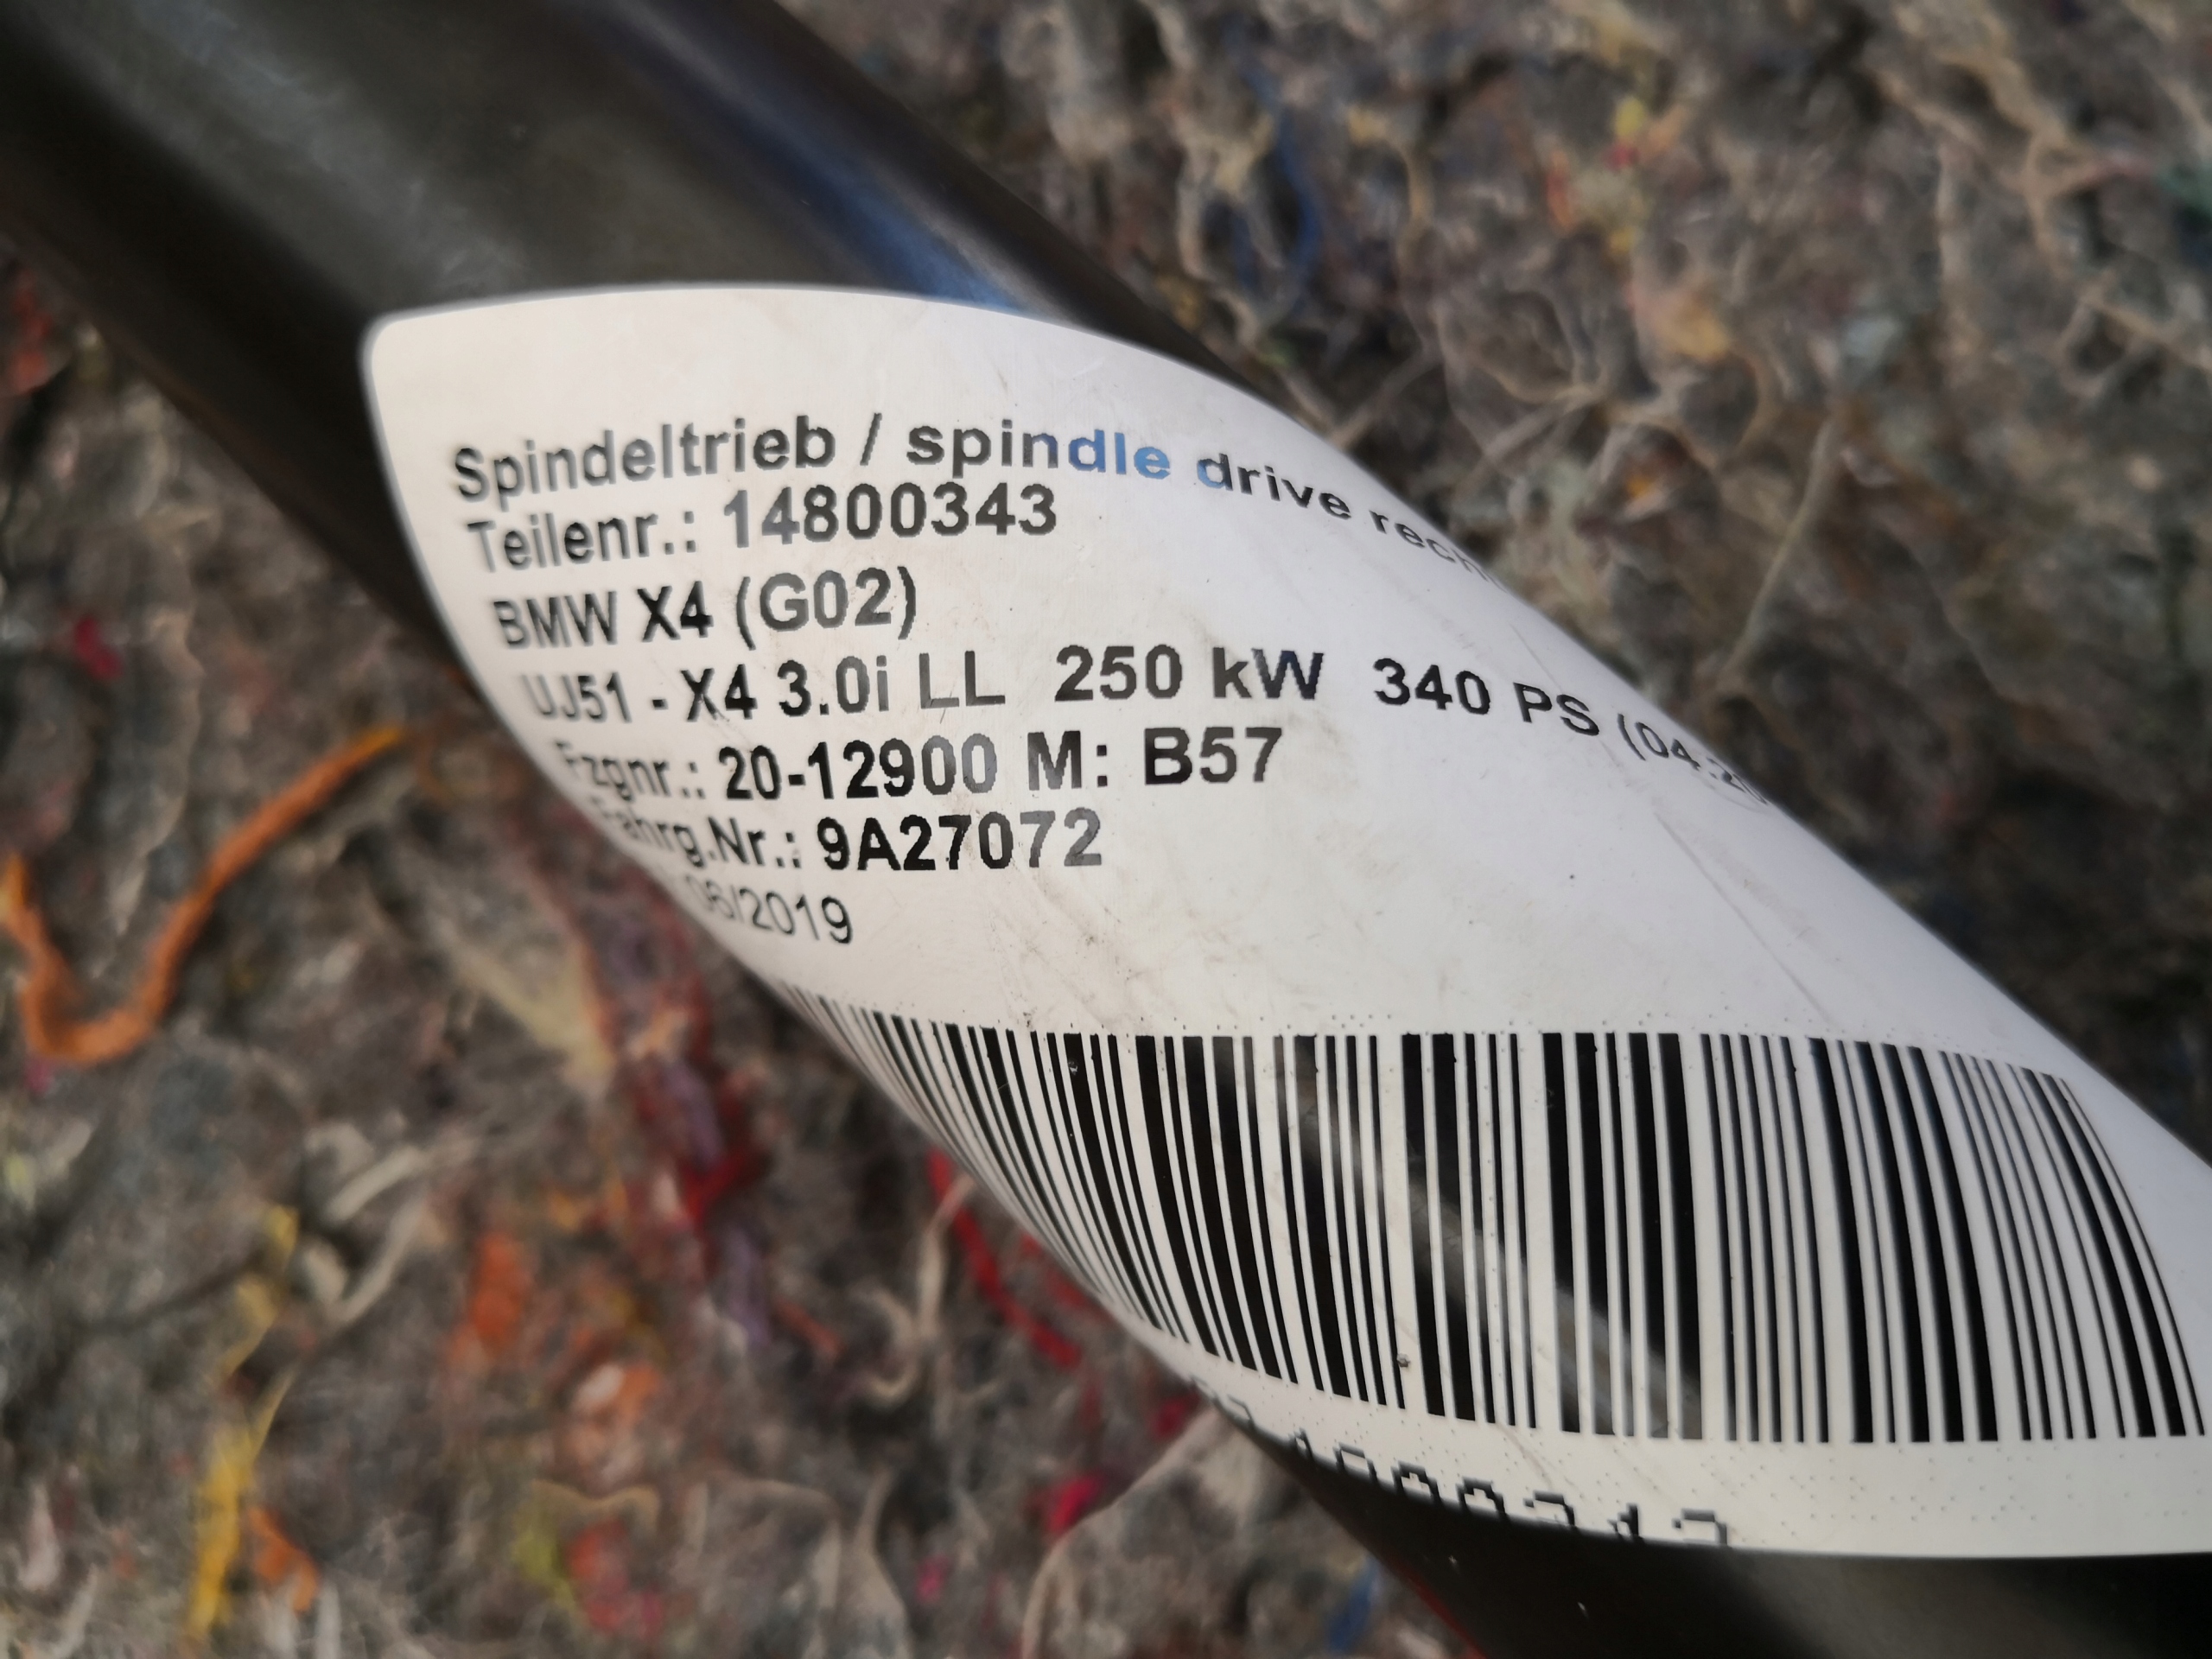 Spindeltrieb / spindle drive
Teilenr.: 14800343
BMW X4 (G02)
UJ51 - X4 3.0i LL 250 kW 340 PS
Fzgnr.: 20-12900 M: B57
Fahrg.Nr.: 9A27072
06/2019